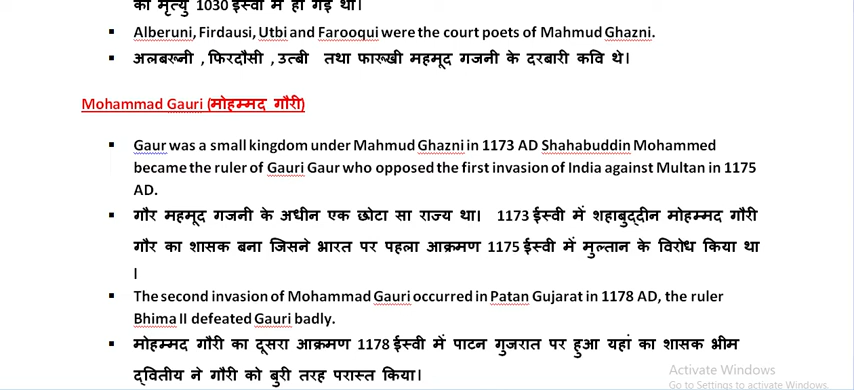 की मृत्यु 1030 ईस्वी में हो गई थी।
▪ Alberuni, Firdausi, Utbi and Farooqui were the court poets of Mahmud Ghazni.
▪ अलबरूनी , फिरदौसी , उत्बी तथा फारूखी महमूद गजनी के दरबारी कवि थे।
Mohammad Gauri (मोहम्मद गौरी)
▪ Gaur was a small kingdom under Mahmud Ghazni in 1173 AD Shahabuddin Mohammed
became the ruler of Gauri Gaur who opposed the first invasion of India against Multan in 1175
AD.
▪ गौर महमूद गजनी के अधीन एक छोटा सा राज्य था। 1173 ईस्वी में शहाबुद्दीन मोहम्मद गौरी
गौर का शासक बना जिसने भारत पर पहला आक्रमण 1175 ईस्वी में मुल्तान के विरोध किया था
।
▪ The second invasion of Mohammad Gauri occurred in Patan Gujarat in 1178 AD, the ruler
Bhima II defeated Gauri badly.
▪ मोहम्मद गौरी का दूसरा आक्रमण 1178 ईस्वी में पाटन गुजरात पर हुआ यहां का शासक भीम
द्वितीय ने गौरी को बुरी तरह परास्त किया।
Activate Windows
Go to Settings to activate Windows.